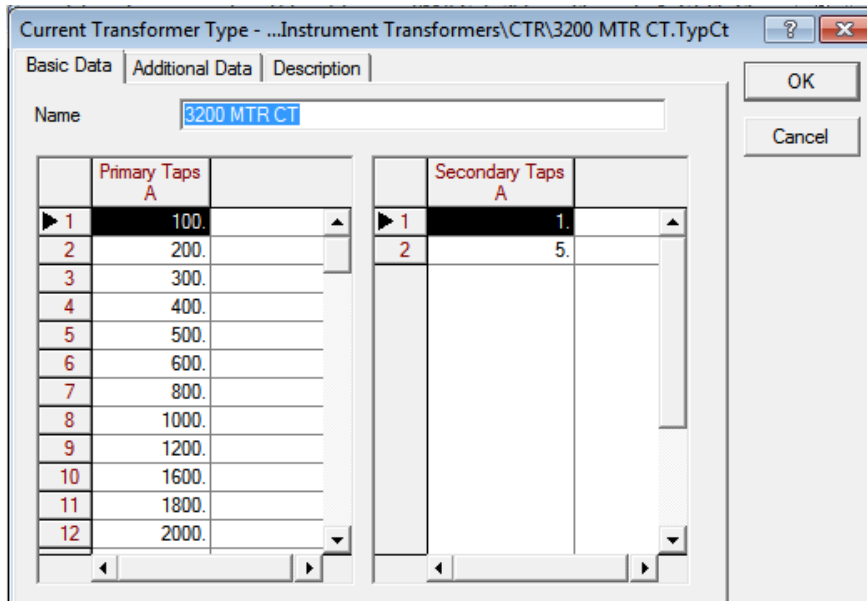 Current Transformer Type - ...Instrument Transformers\CTR\3200 MTR CT.TypCt
Basic Data
Additional Data
Description
OK
Cancel
Name
3200 MTR CT
Primary Taps
A
1 100.
2 200.
3 300.
4 400.
5 500.
6 600.
7 800.
8 1000.
9 1200.
10 1600.
11 1800.
12 2000.
Secondary Taps
A
1 1.
2 5.